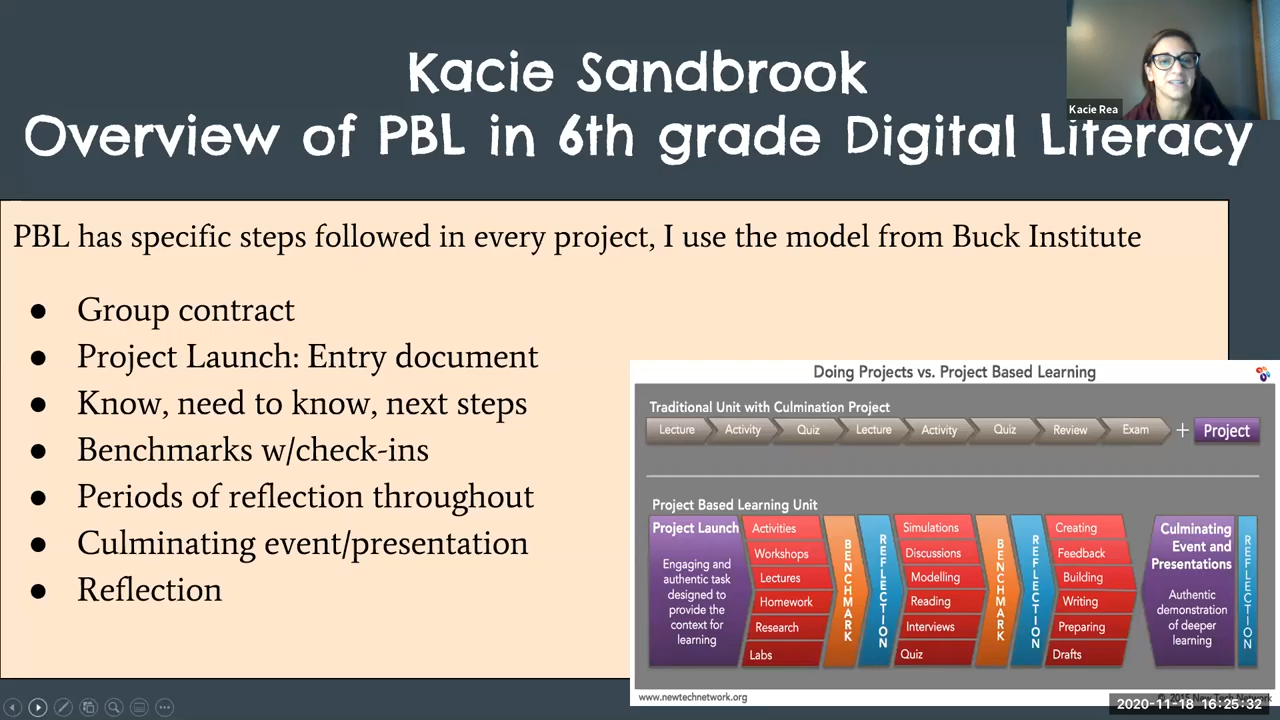 Kacie Sandbrook
Overview of PBL in 6th grade Digital Literacy
Kacie Rea
PBL has specific steps followed in every project, I use the model from Buck Institute
● Group contract
● Project Launch: Entry document
● Know, need to know, next steps
● Benchmarks w/check-ins
● Periods of reflection throughout
● Culminating event/presentation
● Reflection
Doing Projects vs. Project Based Learning
Traditional Unit with Culmination Project
Lecture Activity Quiz Lecture Activity Quiz Review Exam + Project
Project Based Learning Unit
Project Launch
Engaging and
authentic task
designed to
provide the
context for
learning
Activities
Workshops
Lectures
Homework
Research
Labs
BENCHMARK
REFLECTION
Simulations
Discussions
Modelling
Reading
Interviews
Quiz
BENCHMARK
REFLECTION
Creating
Feedback
Building
Writing
Preparing
Drafts
Culminating
Event and
Presentations
Authentic
demonstration
of deeper
learning
REFLECTION
www.newtechnetwork.org
© 2015 New Tech Network
2020-11-18 16:25:32